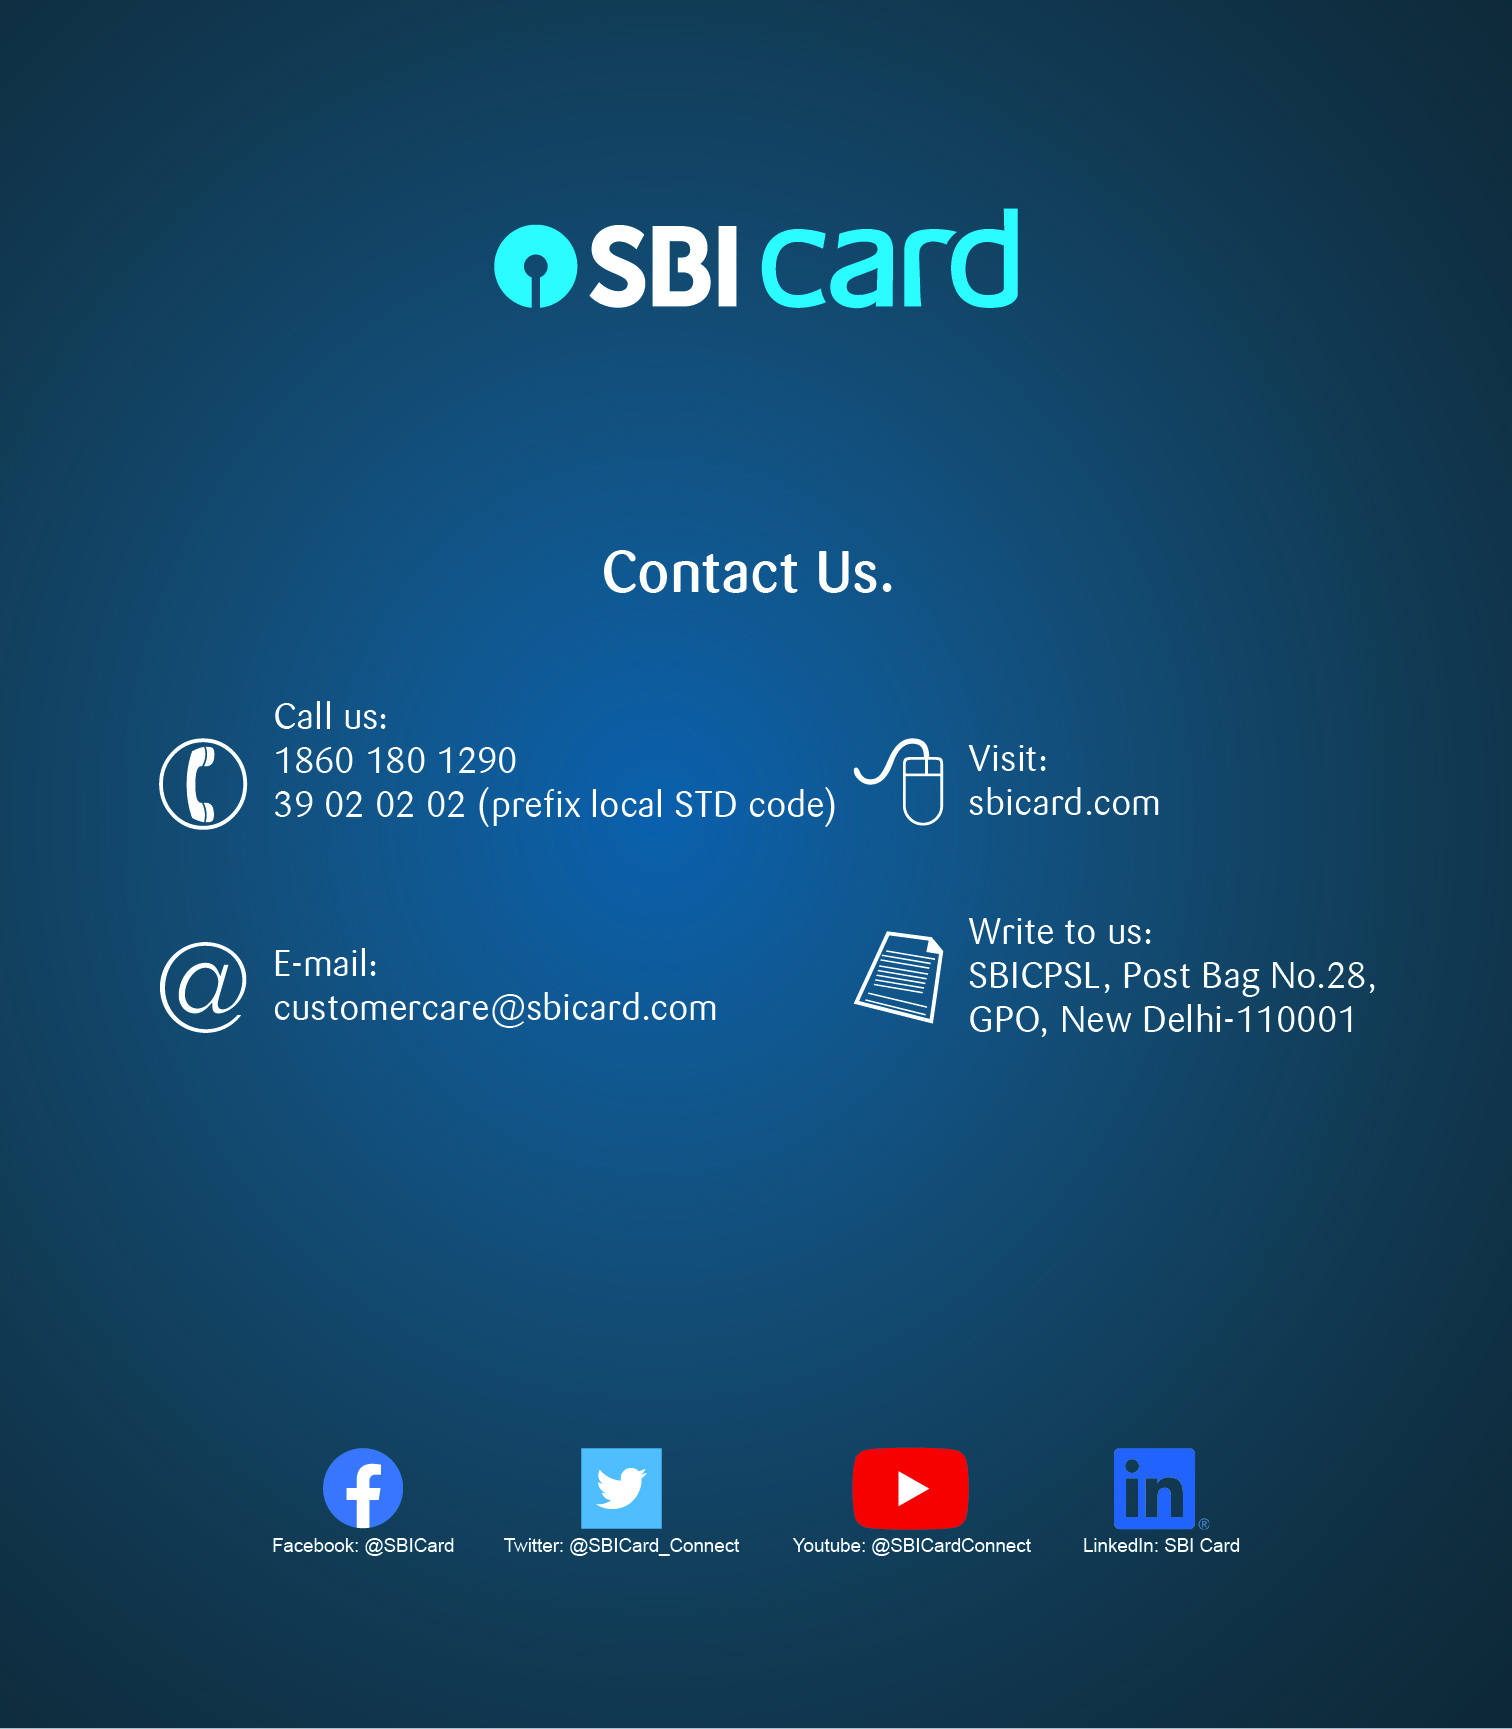 SBI card
Contact Us.
Call us:
1860 180 1290
39 02 02 02 (prefix local STD code)
Visit:
sbicard.com
E-mail:
customercare@sbicard.com
Write to us:
SBICPSL, Post Bag No.28,
GPO, New Delhi-110001
in®
Facebook: @SBICard
Twitter: @SBICard_Connect
Youtube: @SBICardConnect
LinkedIn: SBI Card